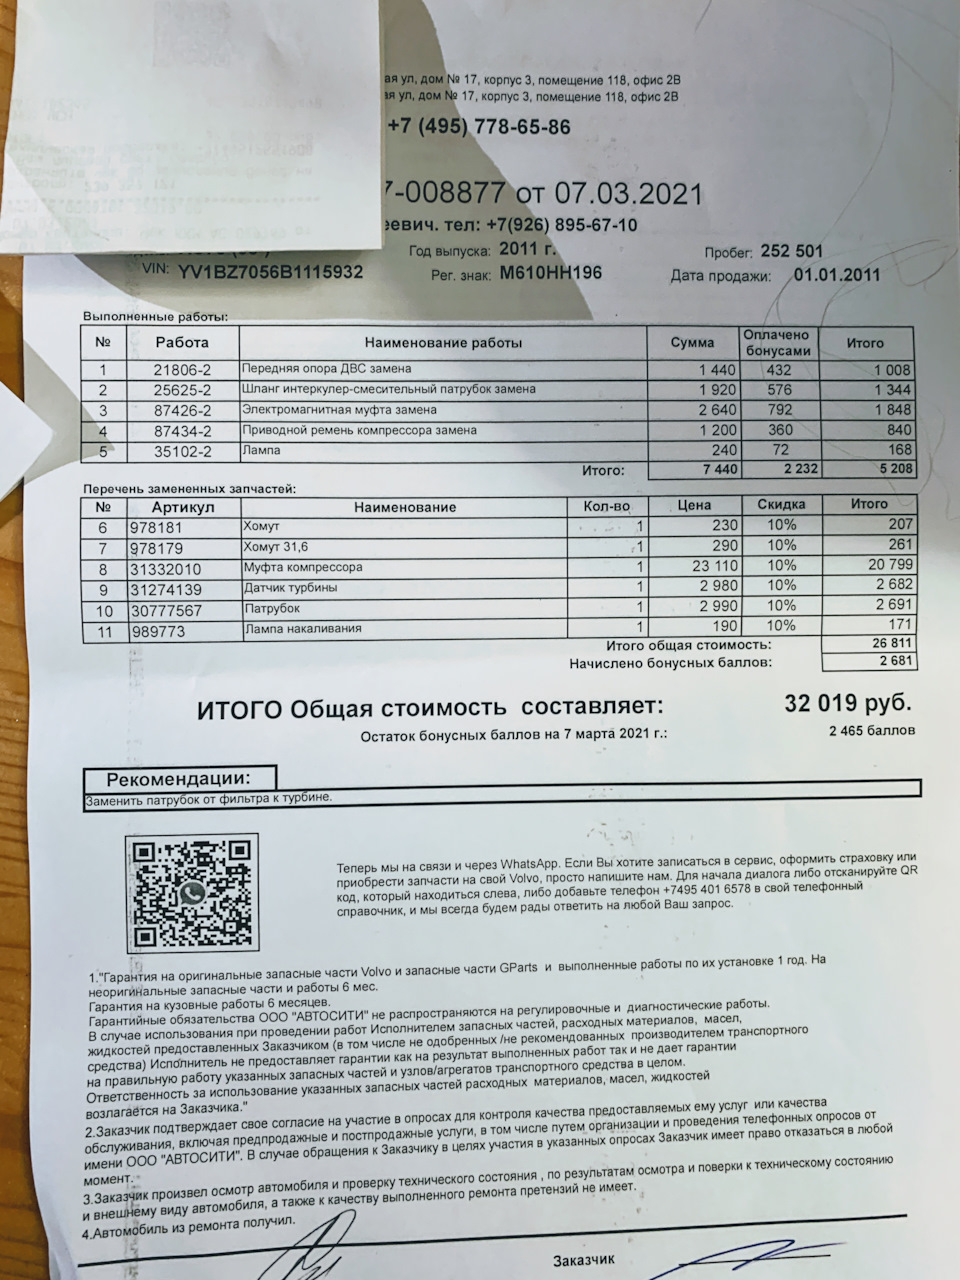 ая ул, дом № 17, корпус 3, помещение 118, офис 2В
ая ул, дом № 17, корпус 3, помещение 118, офис 2В
+7 (495) 778-65-86
-008877 от 07.03.2021
еевич. тел: +7(926) 895-67-10
Год выпуска: 2011 г. Пробег: 252 501
VIN: YV1BZ7056B1115932 Рег. знак: М610НН196 Дата продажи: 01.01.2011
Выполненные работы:
№ Работа Наименование работы Сумма Оплачено бонусами Итого
1 21806-2 Передняя опора ДВС замена 1 440 432 1 008
2 25625-2 Шланг интеркулер-смесительный патрубок замена 1 920 576 1 344
3 87426-2 Электромагнитная муфта замена 2 640 792 1 848
4 87434-2 Приводной ремень компрессора замена 1 200 360 840
5 35102-2 Лампа 240 72 168
Итого: 7 440 2 232 5 208
Перечень замененных запчастей:
№ Артикул Наименование Кол-во Цена Скидка Итого
6 978181 Хомут 1 230 10% 207
7 978179 Хомут 31,6 1 290 10% 261
8 31332010 Муфта компрессора 1 23 110 10% 20 799
9 31274139 Датчик турбины 1 2 980 10% 2 682
10 30777567 Патрубок 1 2 990 10% 2 691
11 989773 Лампа накаливания 1 190 10% 171
Итого общая стоимость: 26 811
Начислено бонусных баллов: 2 681
ИТОГО Общая стоимость составляет: 32 019 руб.
Остаток бонусных баллов на 7 марта 2021 г.: 2 465 баллов
Рекомендации:
Заменить патрубок от фильтра к турбине.
Теперь мы на связи и через WhatsApp. Если Вы хотите записаться в сервис, оформить страховку или
приобрести запчасти на свой Volvo, просто напишите нам. Для начала диалога либо отсканируйте QR
код, который находиться слева, либо добавьте телефон +7495 401 6578 в свой телефонный
справочник, и мы всегда будем рады ответить на любой Ваш запрос.
1."Гарантия на оригинальные запасные части Volvo и запасные части GParts и выполненные работы по их установке 1 год. На
неоригинальные запасные части и работы 6 мес.
Гарантия на кузовные работы 6 месяцев.
Гарантийные обязательства ООО "АВТОСИТИ" не распространяются на регулировочные и диагностические работы.
В случае использования при проведении работ Исполнителем запасных частей, расходных материалов, масел,
жидкостей предоставленных Заказчиком (в том числе не одобренных /не рекомендованных производителем транспортного
средства) Исполнитель не предоставляет гарантии как на результат выполненных работ так и не дает гарантии
на правильную работу указанных запасных частей и узлов/агрегатов транспортного средства в целом.
Ответственность за использование указанных запасных частей расходных материалов, масел, жидкостей
возлагается на Заказчика."
2.Заказчик подтверждает свое согласие на участие в опросах для контроля качества предоставляемых ему услуг или качества
обслуживания, включая предпродажные и постпродажные услуги, в том числе путем организации и проведения телефонных опросов от
имени ООО "АВТОСИТИ". В случае обращения к Заказчику в целях участия в указанных опросах Заказчик имеет право отказаться в любой
момент.
3.Заказчик произвел осмотр автомобиля и проверку технического состояния , по результатам осмотра и поверки к техническому состоянию
и внешнему виду автомобиля, а также к качеству выполненного ремонта претензий не имеет.
4.Автомобиль из ремонта получил.
Заказчик